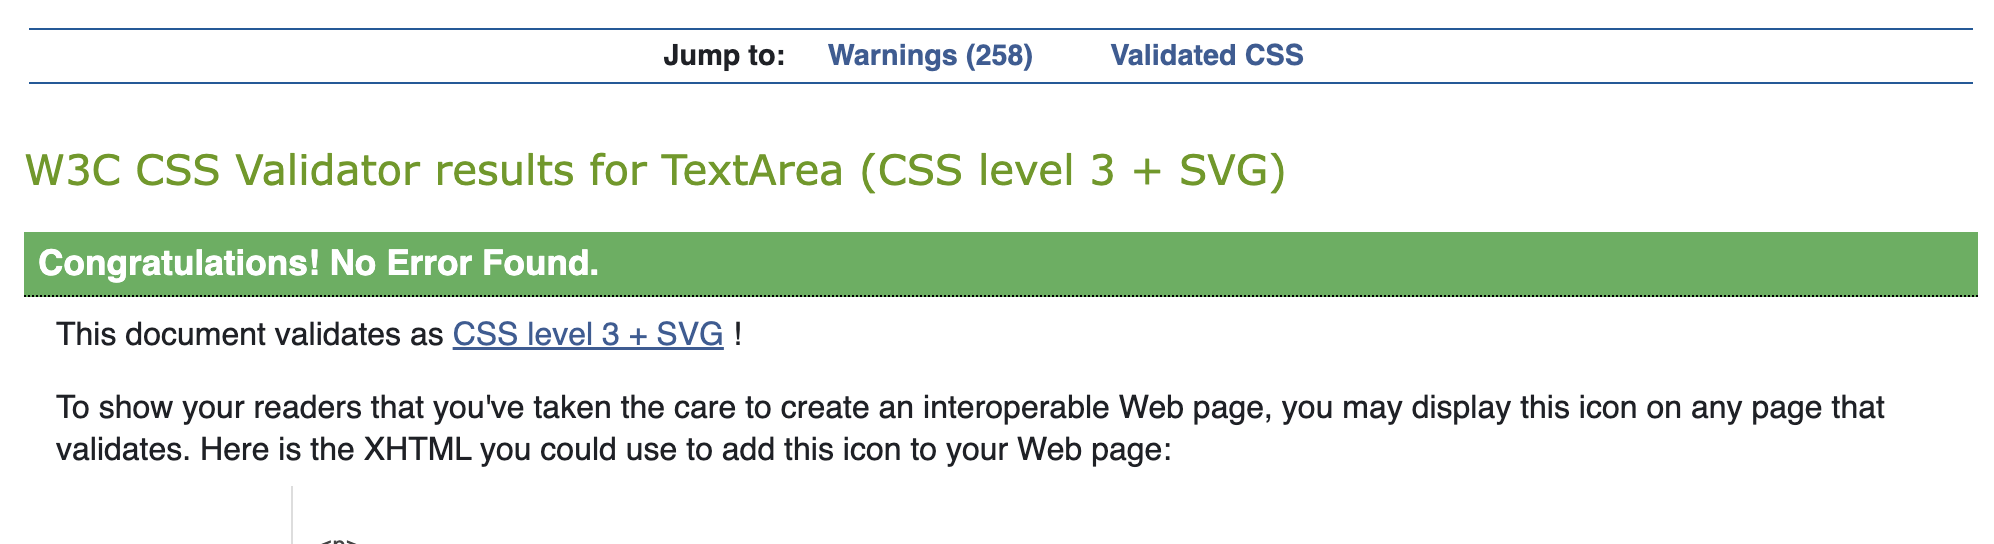 Jump to: Warnings (258) Validated CSS
W3C CSS Validator results for TextArea (CSS level 3 + SVG)
Congratulations! No Error Found.
This document validates as CSS level 3 + SVG !
To show your readers that you've taken the care to create an interoperable Web page, you may display this icon on any page that
validates. Here is the XHTML you could use to add this icon to your Web page: